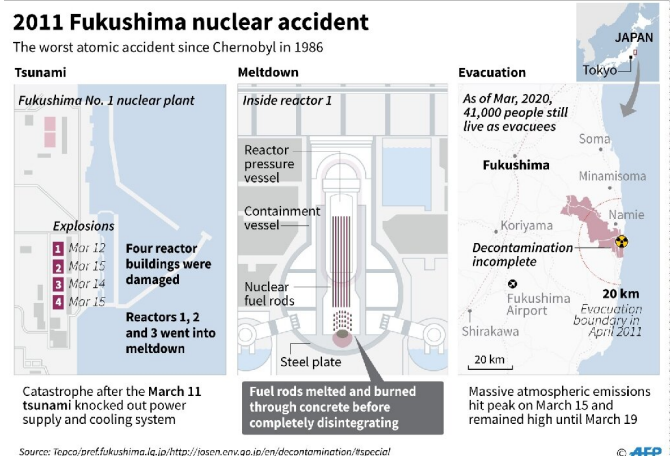 2011 Fukushima nuclear accident
The worst atomic accident since Chernobyl in 1986
JAPAN
Tokyo
Tsunami
Fukushima No. 1 nuclear plant
Explosions
1 Mar 12
2 Mar 15
3 Mar 14
4 Mar 15
Four reactor
buildings were
damaged
Reactors 1, 2
and 3 went into
meltdown
Catastrophe after the March 11
tsunami knocked out power
supply and cooling system
Meltdown
Inside reactor 1
Reactor
pressure
vessel
Containment
vessel
Nuclear
fuel rods
Steel plate
Fuel rods melted and burned
through concrete before
completely disintegrating
Evacuation
As of Mar, 2020,
41,000 people still
live as evacuees
Soma
Fukushima
Minamisoma
Namie
Koriyama
Decontamination
incomplete
20 km
Evacuation
boundary in
April 2011
Fukushima
Airport
Shirakawa
20 km
Massive atmospheric emissions
hit peak on March 15 and
remained high until March 19
Source: Tepco/pref.fukushima.lg.jp/http://josen.env.go.jp/en/decontamination/#special
© AFP